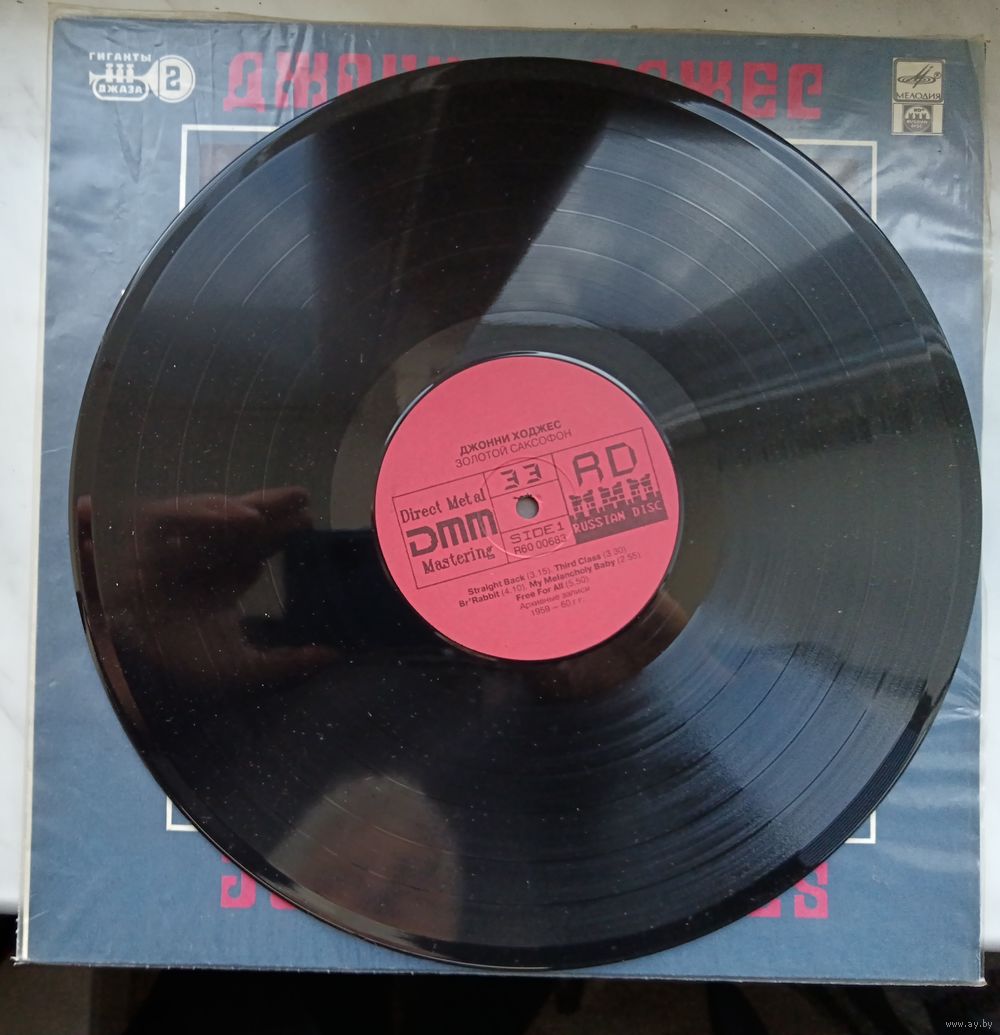 ГИГАНТЫ
ДЖАЗА
2
МЕЛОДИЯ
RUSSIAN
DISC
ДЖОННИ ХОДЖЕС
ЗОЛОТОЙ САКСОФОН
Direct Metal
DMM
Mastering
33
SIDE 1
R60 00683
RD
RUSSIAN DISC
Straight Back (3.15). Third Class (3.30)
Br'Rabbit (4.10). My Melancholy Baby (2.55).
Free For All (5.50)
Архивные записи
1959 – 60 г г.
www.ay.by